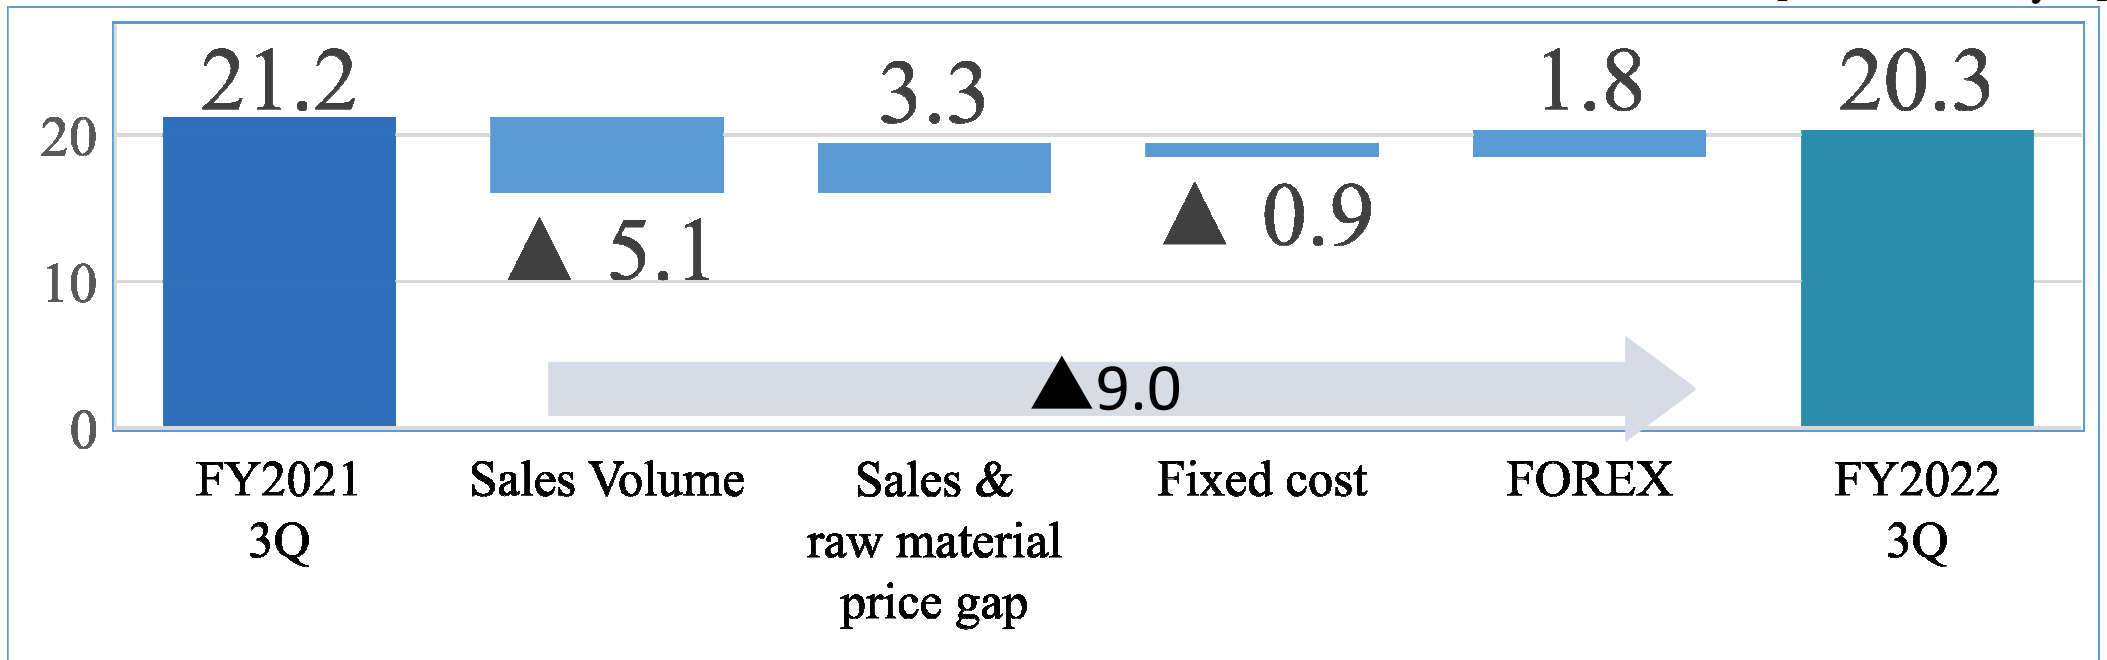 21.2
3.3
1.8
20.3
20
▲ 5.1
▲ 0.9
10
▲9.0
0
FY2021
3Q
Sales Volume
Sales &
raw material
price gap
Fixed cost
FOREX
FY2022
3Q